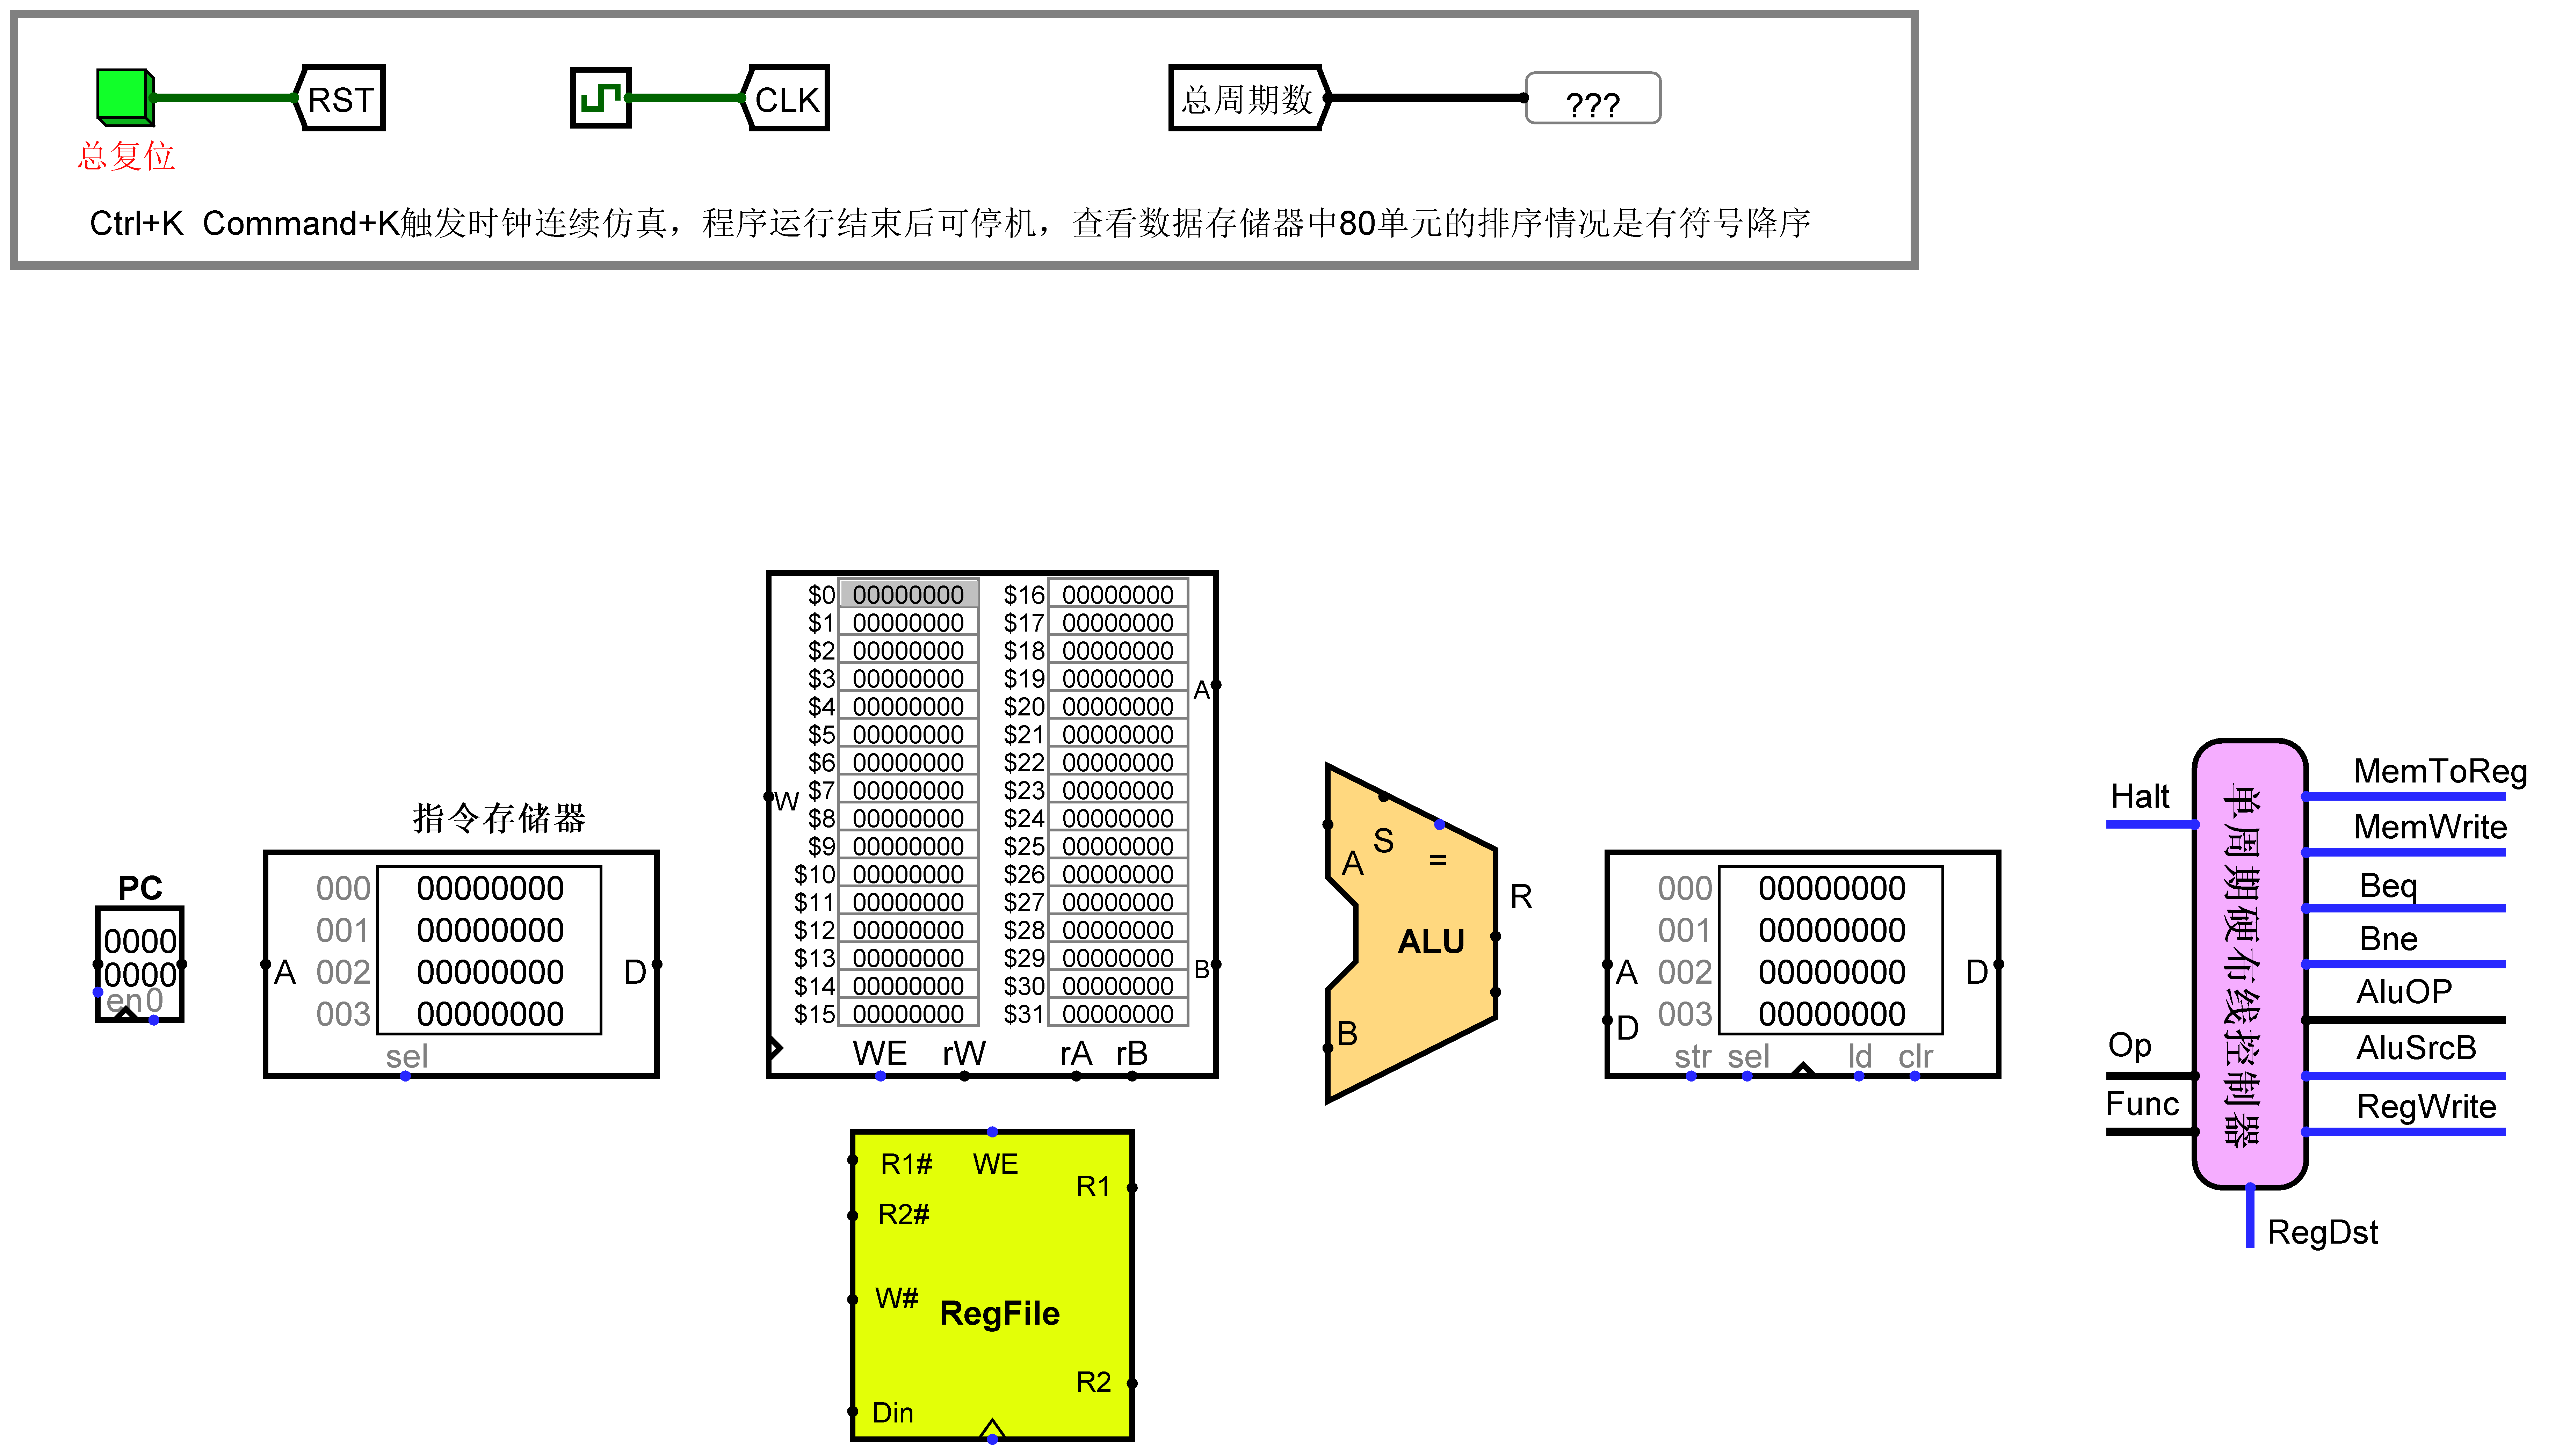 RST
CLK
总周期数
???
总复位
Ctrl+K Command+K触发时钟连续仿真，程序运行结束后可停机，查看数据存储器中80单元的排序情况是有符号降序
PC
0000
0000
en 0
指令存储器
A
000 00000000
001 00000000
002 00000000
003 00000000
D
sel
$0 00000000 $16 00000000
$1 00000000 $17 00000000
$2 00000000 $18 00000000
$3 00000000 $19 00000000
A
$4 00000000 $20 00000000
$5 00000000 $21 00000000
$6 00000000 $22 00000000
W
$7 00000000 $23 00000000
$8 00000000 $24 00000000
$9 00000000 $25 00000000
$10 00000000 $26 00000000
$11 00000000 $27 00000000
$12 00000000 $28 00000000
$13 00000000 $29 00000000
B
$14 00000000 $30 00000000
$15 00000000 $31 00000000
WE rW rA rB
R1# WE R1
R2#
W# RegFile
R2
Din
S =
A
R
ALU
B
000 00000000
001 00000000
A 002 00000000 D
D 003 00000000
str sel ld clr
Halt
Op
Func
单周期硬布线控制器
MemToReg
MemWrite
Beq
Bne
AluOP
AluSrcB
RegWrite
RegDst